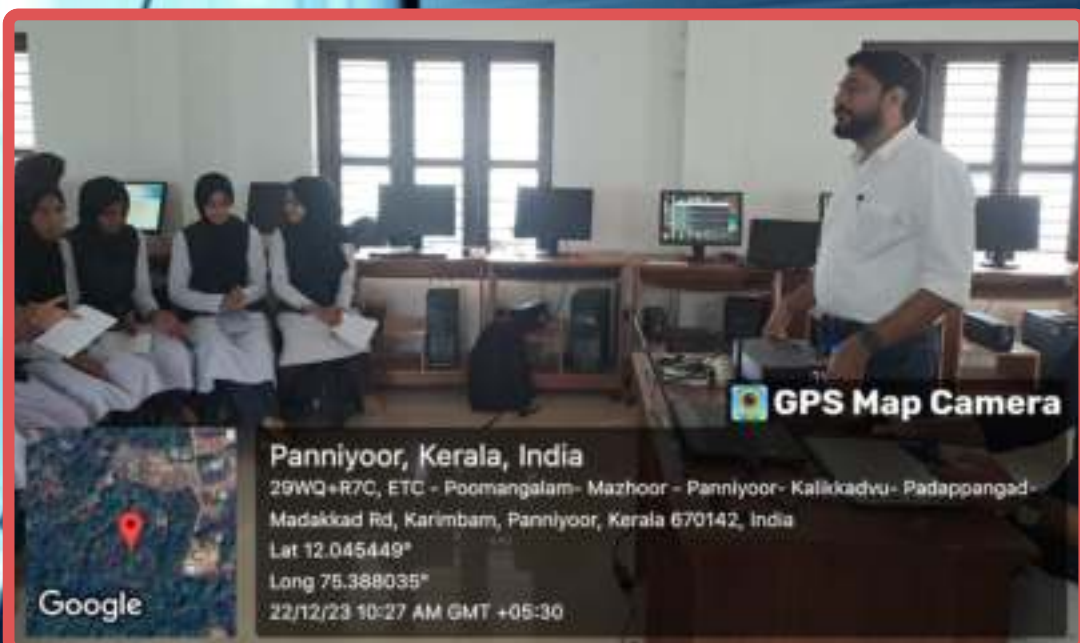 GPS Map Camera
Panniyoor, Kerala, India
29WQ+R7C, ETC - Poomangalam- Mazhoor - Panniyoor- Kalikkadvu- Padappangad-
Madakkad Rd, Karimbam, Panniyoor, Kerala 670142, India
Lat 12.045449°
Long 75.388035°
22/12/23 10:27 AM GMT +05:30
Google